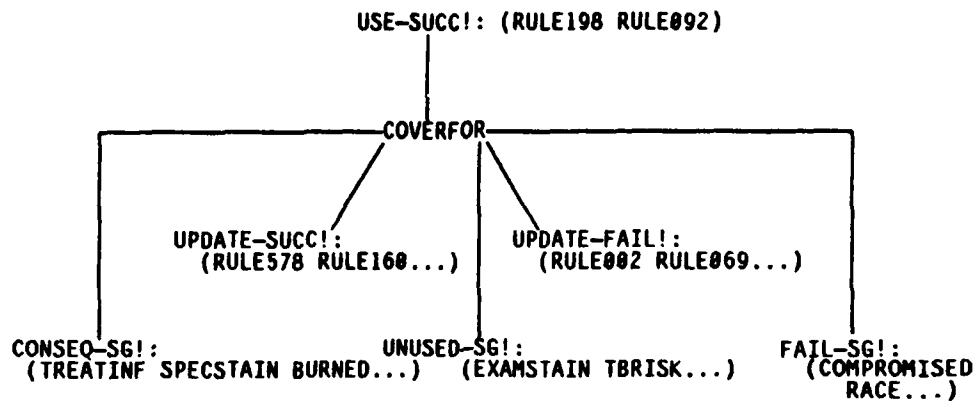 USE-SUCC!: (RULE198 RULE092)
COVERFOR
UPDATE-SUCC!: UPDATE-FAIL!:
(RULE578 RULE160...) (RULE002 RULE069...)
CONSEQ-SG!: UNUSED-SG!: FAIL-SG!:
(TREATINF SPECSTAIN BURNED...) (EXAMSTAIN TBRISK...) (COMPROMISED
RACE...)